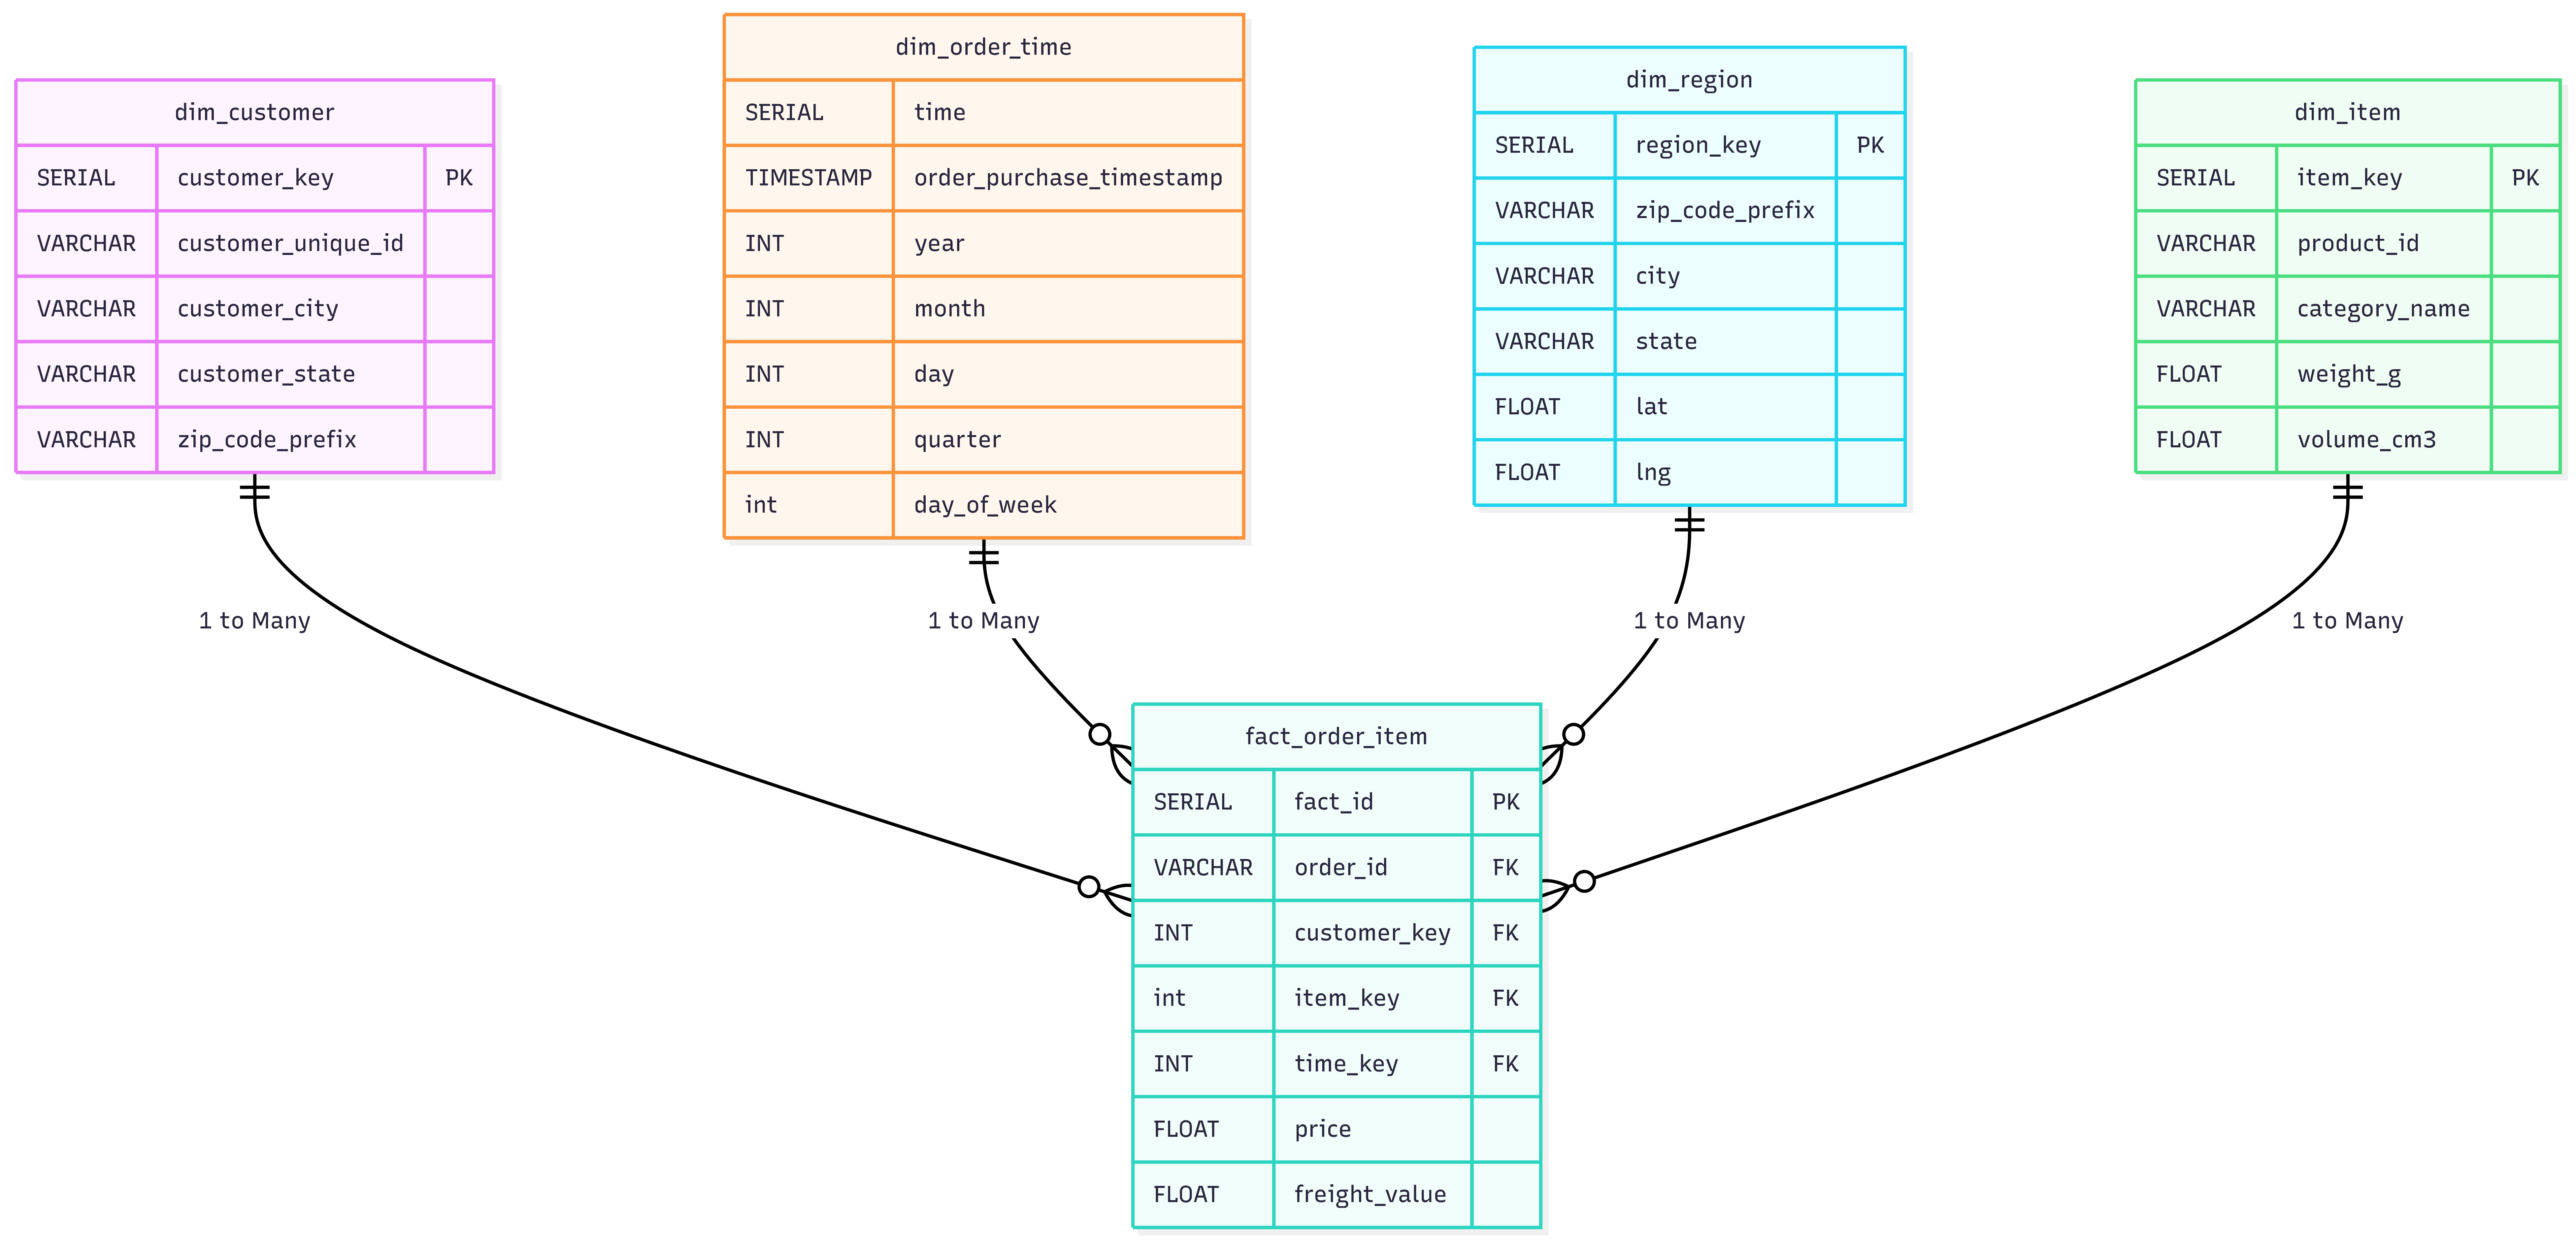 dim_customer
SERIAL customer_key PK
VARCHAR customer_unique_id
VARCHAR customer_city
VARCHAR customer_state
VARCHAR zip_code_prefix
dim_order_time
SERIAL time
TIMESTAMP order_purchase_timestamp
INT year
INT month
INT day
INT quarter
int day_of_week
dim_region
SERIAL region_key PK
VARCHAR zip_code_prefix
VARCHAR city
VARCHAR state
FLOAT lat
FLOAT lng
dim_item
SERIAL item_key PK
VARCHAR product_id
VARCHAR category_name
FLOAT weight_g
FLOAT volume_cm3
1 to Many
1 to Many
1 to Many
1 to Many
fact_order_item
SERIAL fact_id PK
VARCHAR order_id FK
INT customer_key FK
int item_key FK
INT time_key FK
FLOAT price
FLOAT freight_value